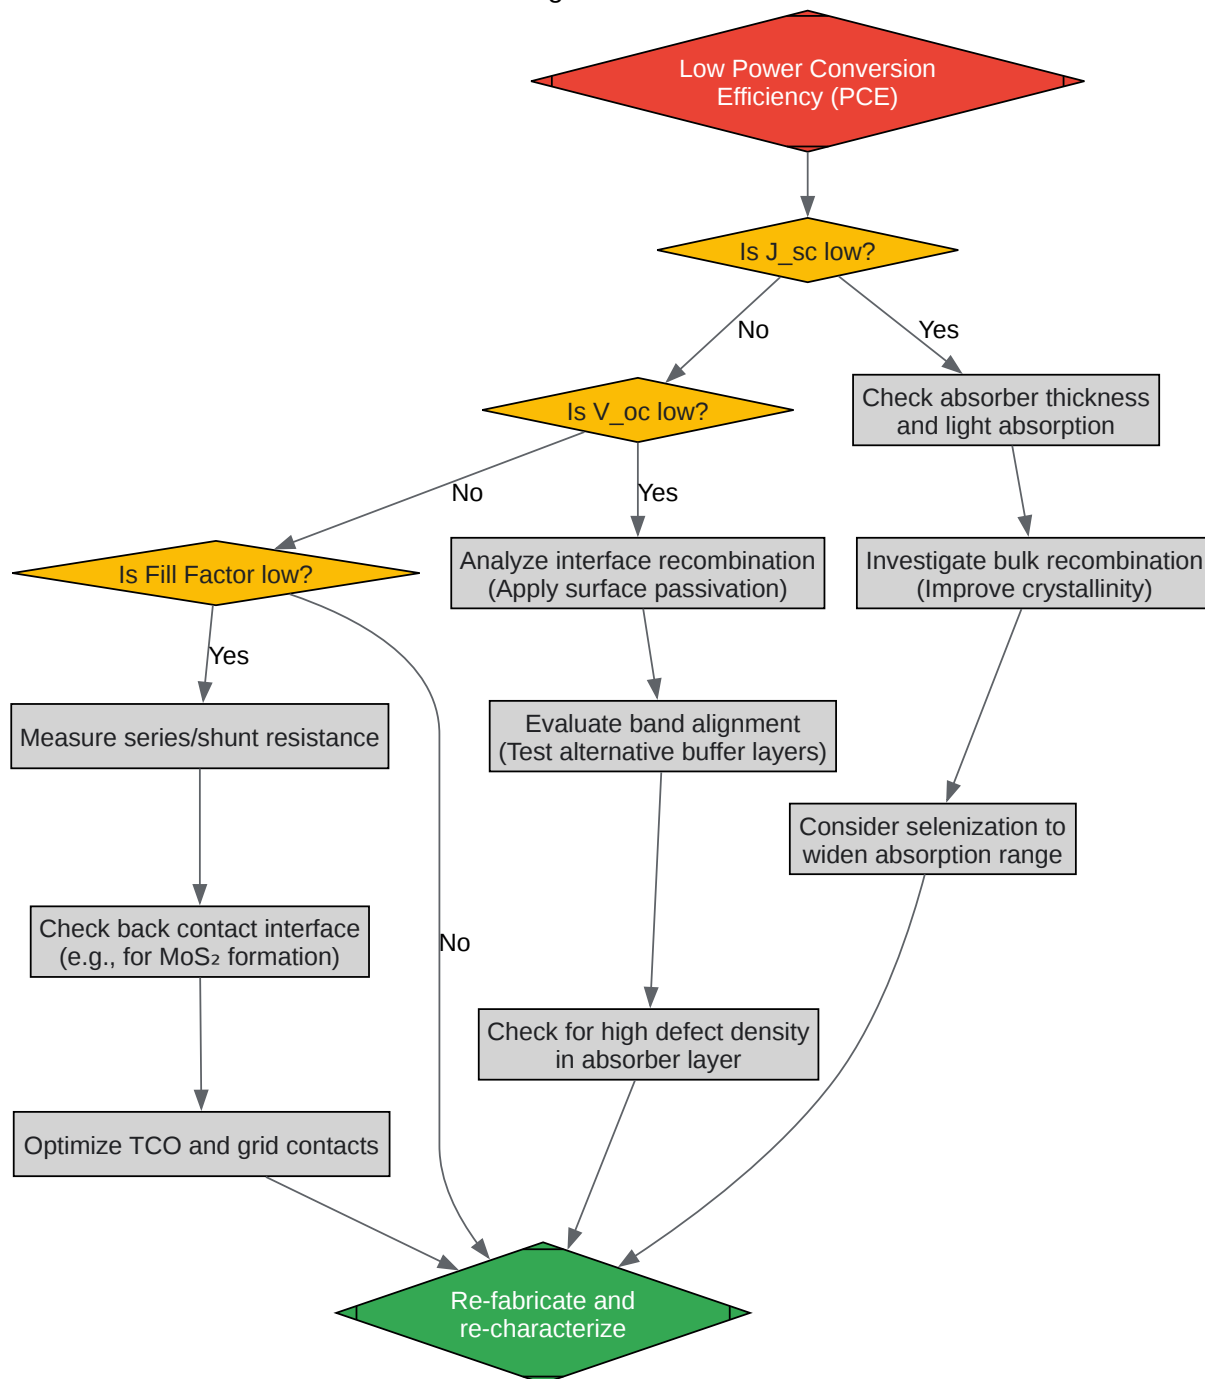 Low Power Conversion
Efficiency (PCE)
Is J_sc low?
No
Yes
Is V_oc low?
Check absorber thickness
and light absorption
No
Yes
Is Fill Factor low?
Analyze interface recombination
(Apply surface passivation)
Investigate bulk recombination
(Improve crystallinity)
Yes
Measure series/shunt resistance
Evaluate band alignment
(Test alternative buffer layers)
Consider selenization to
widen absorption range
Check back contact interface
(e.g., for MoS₂ formation)
No
Check for high defect density
in absorber layer
Optimize TCO and grid contacts
Re-fabricate and
re-characterize